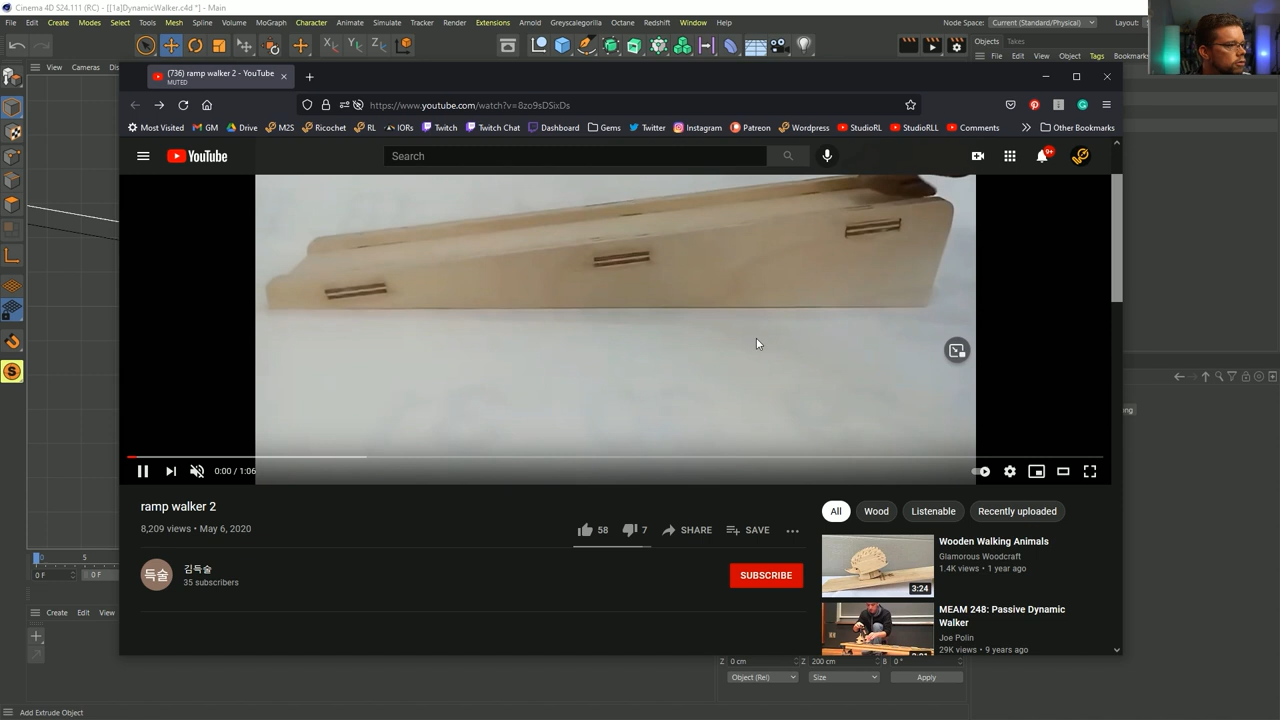 Cinema 4D S24.111 (RC) - [[1a]DynamicWalker.c4d *] - Main
File Edit Create Modes Select Tools Mesh Spline Volume MoGraph Character Animate Simulate Tracker Render Extensions Arnold Greyscalegorilla Octane Redshift Window Help
Node Space: Current (Standard/Physical) Layout:
Objects Takes
File Edit View Object Tags Bookmarks
View Cameras
(736) ramp walker 2 - YouTube
MUTED
https://www.youtube.com/watch?v=8zo9sDSixDs
Most Visited GM Drive M2S Ricochet RL IORs Twitch Twitch Chat Dashboard Gems Twitter Instagram Patreon Wordpress StudioRL StudioRLL Comments Other Bookmarks
YouTube
Search
9+
0:00 / 1:06
ramp walker 2
8,209 views • May 6, 2020
58 7 SHARE SAVE
김득술
득술
35 subscribers
SUBSCRIBE
All Wood Listenable Recently uploaded
Wooden Walking Animals
Glamorous Woodcraft
1.4K views • 1 year ago
3:24
MEAM 248: Passive Dynamic
Walker
Joe Polin
29K views • 9 years ago
0 5
0 F 0 F
Create Edit View
Z 0 cm Z 200 cm B 0 °
Object (Rel) Size Apply
Add Extrude Object